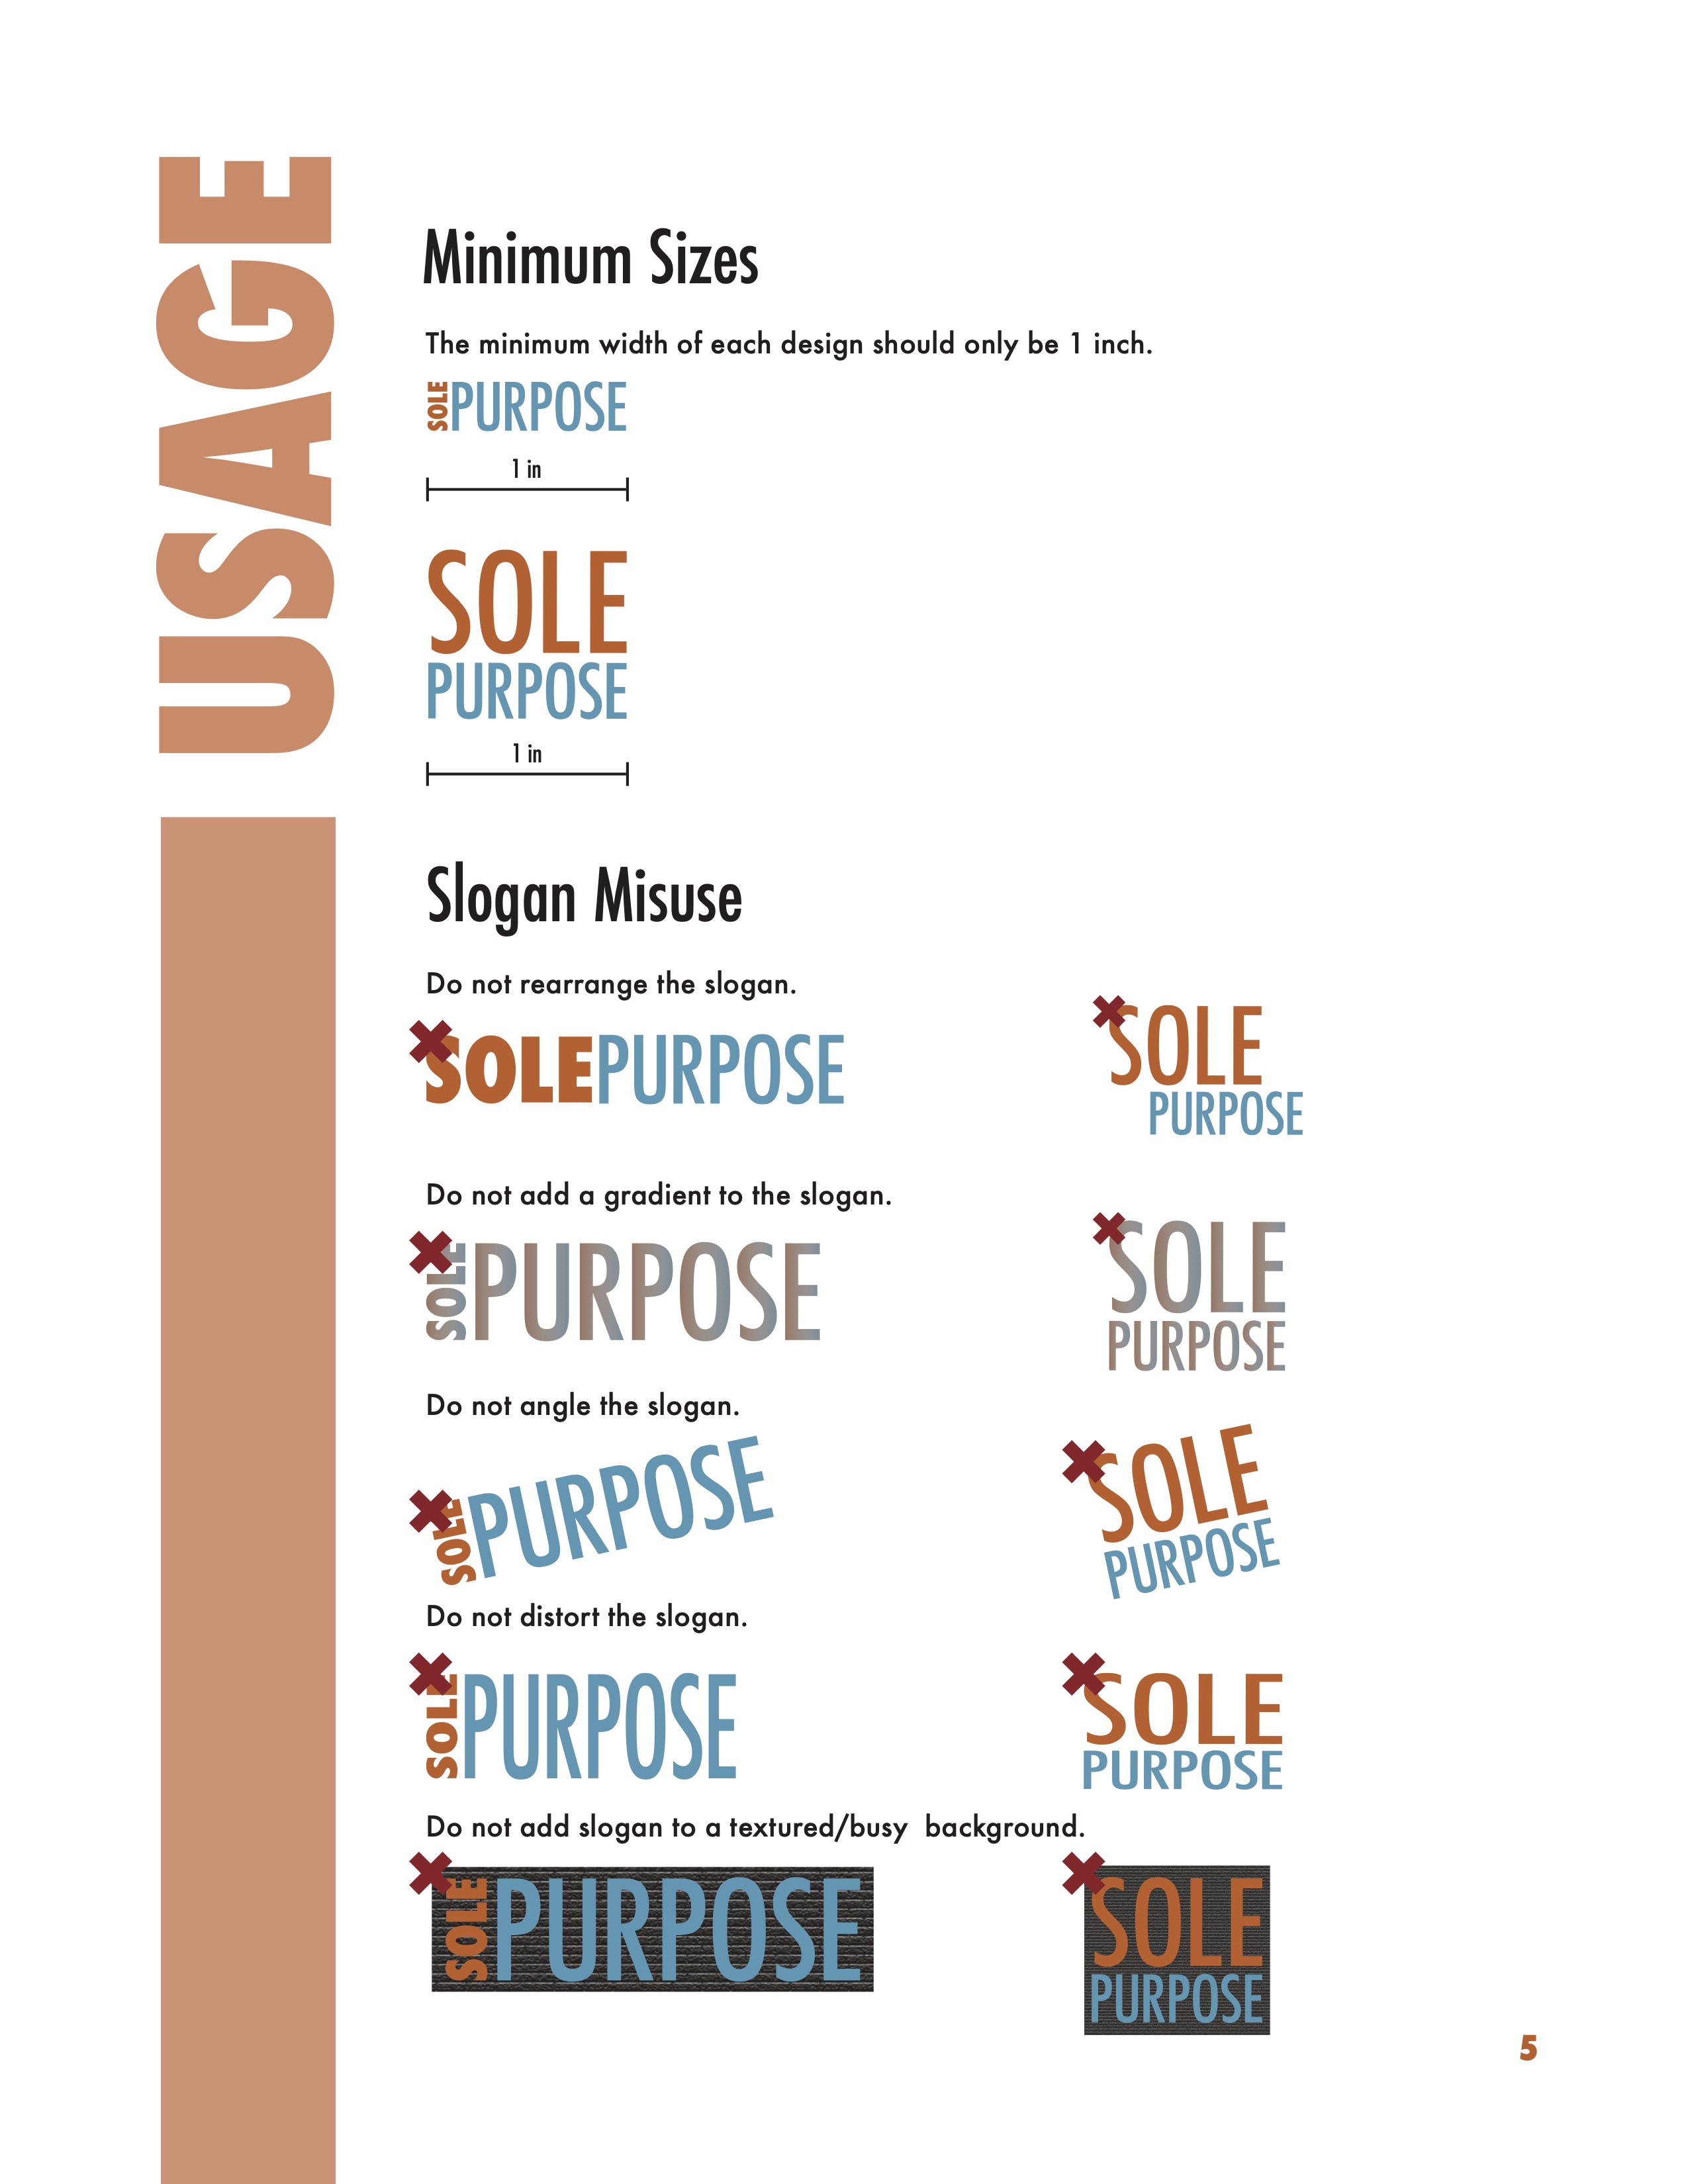 USAGE
Minimum Sizes
The minimum width of each design should only be 1 inch.
SOLE PURPOSE
1 in
SOLE
PURPOSE
1 in
Slogan Misuse
Do not rearrange the slogan.
SOLEPURPOSE
SOLE
PURPOSE
Do not add a gradient to the slogan.
SOLE PURPOSE
SOLE
PURPOSE
Do not angle the slogan.
SOLE PURPOSE
SOLE
PURPOSE
Do not distort the slogan.
SOLE PURPOSE
SOLE
PURPOSE
Do not add slogan to a textured/busy  background.
SOLE PURPOSE
SOLE
PURPOSE
5